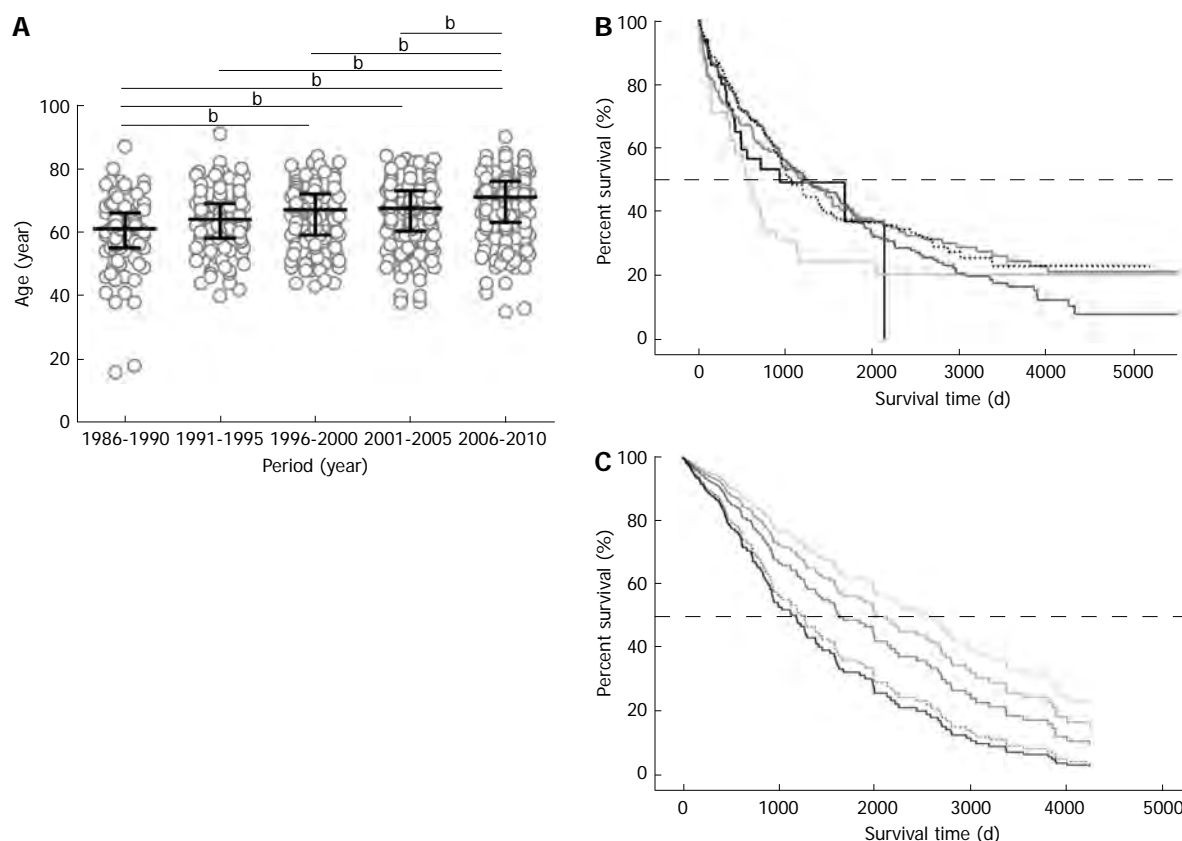 A
b
b
b
b
b
b
100
80
60
40
20
0
Age (year)
1986-1990 1991-1995 1996-2000 2001-2005 2006-2010
Period (year)
B
100
80
60
40
20
0
Percent survival (%)
0 1000 2000 3000 4000 5000
Survival time (d)
C
100
80
60
40
20
0
Percent survival (%)
0 1000 2000 3000 4000 5000
Survival time (d)